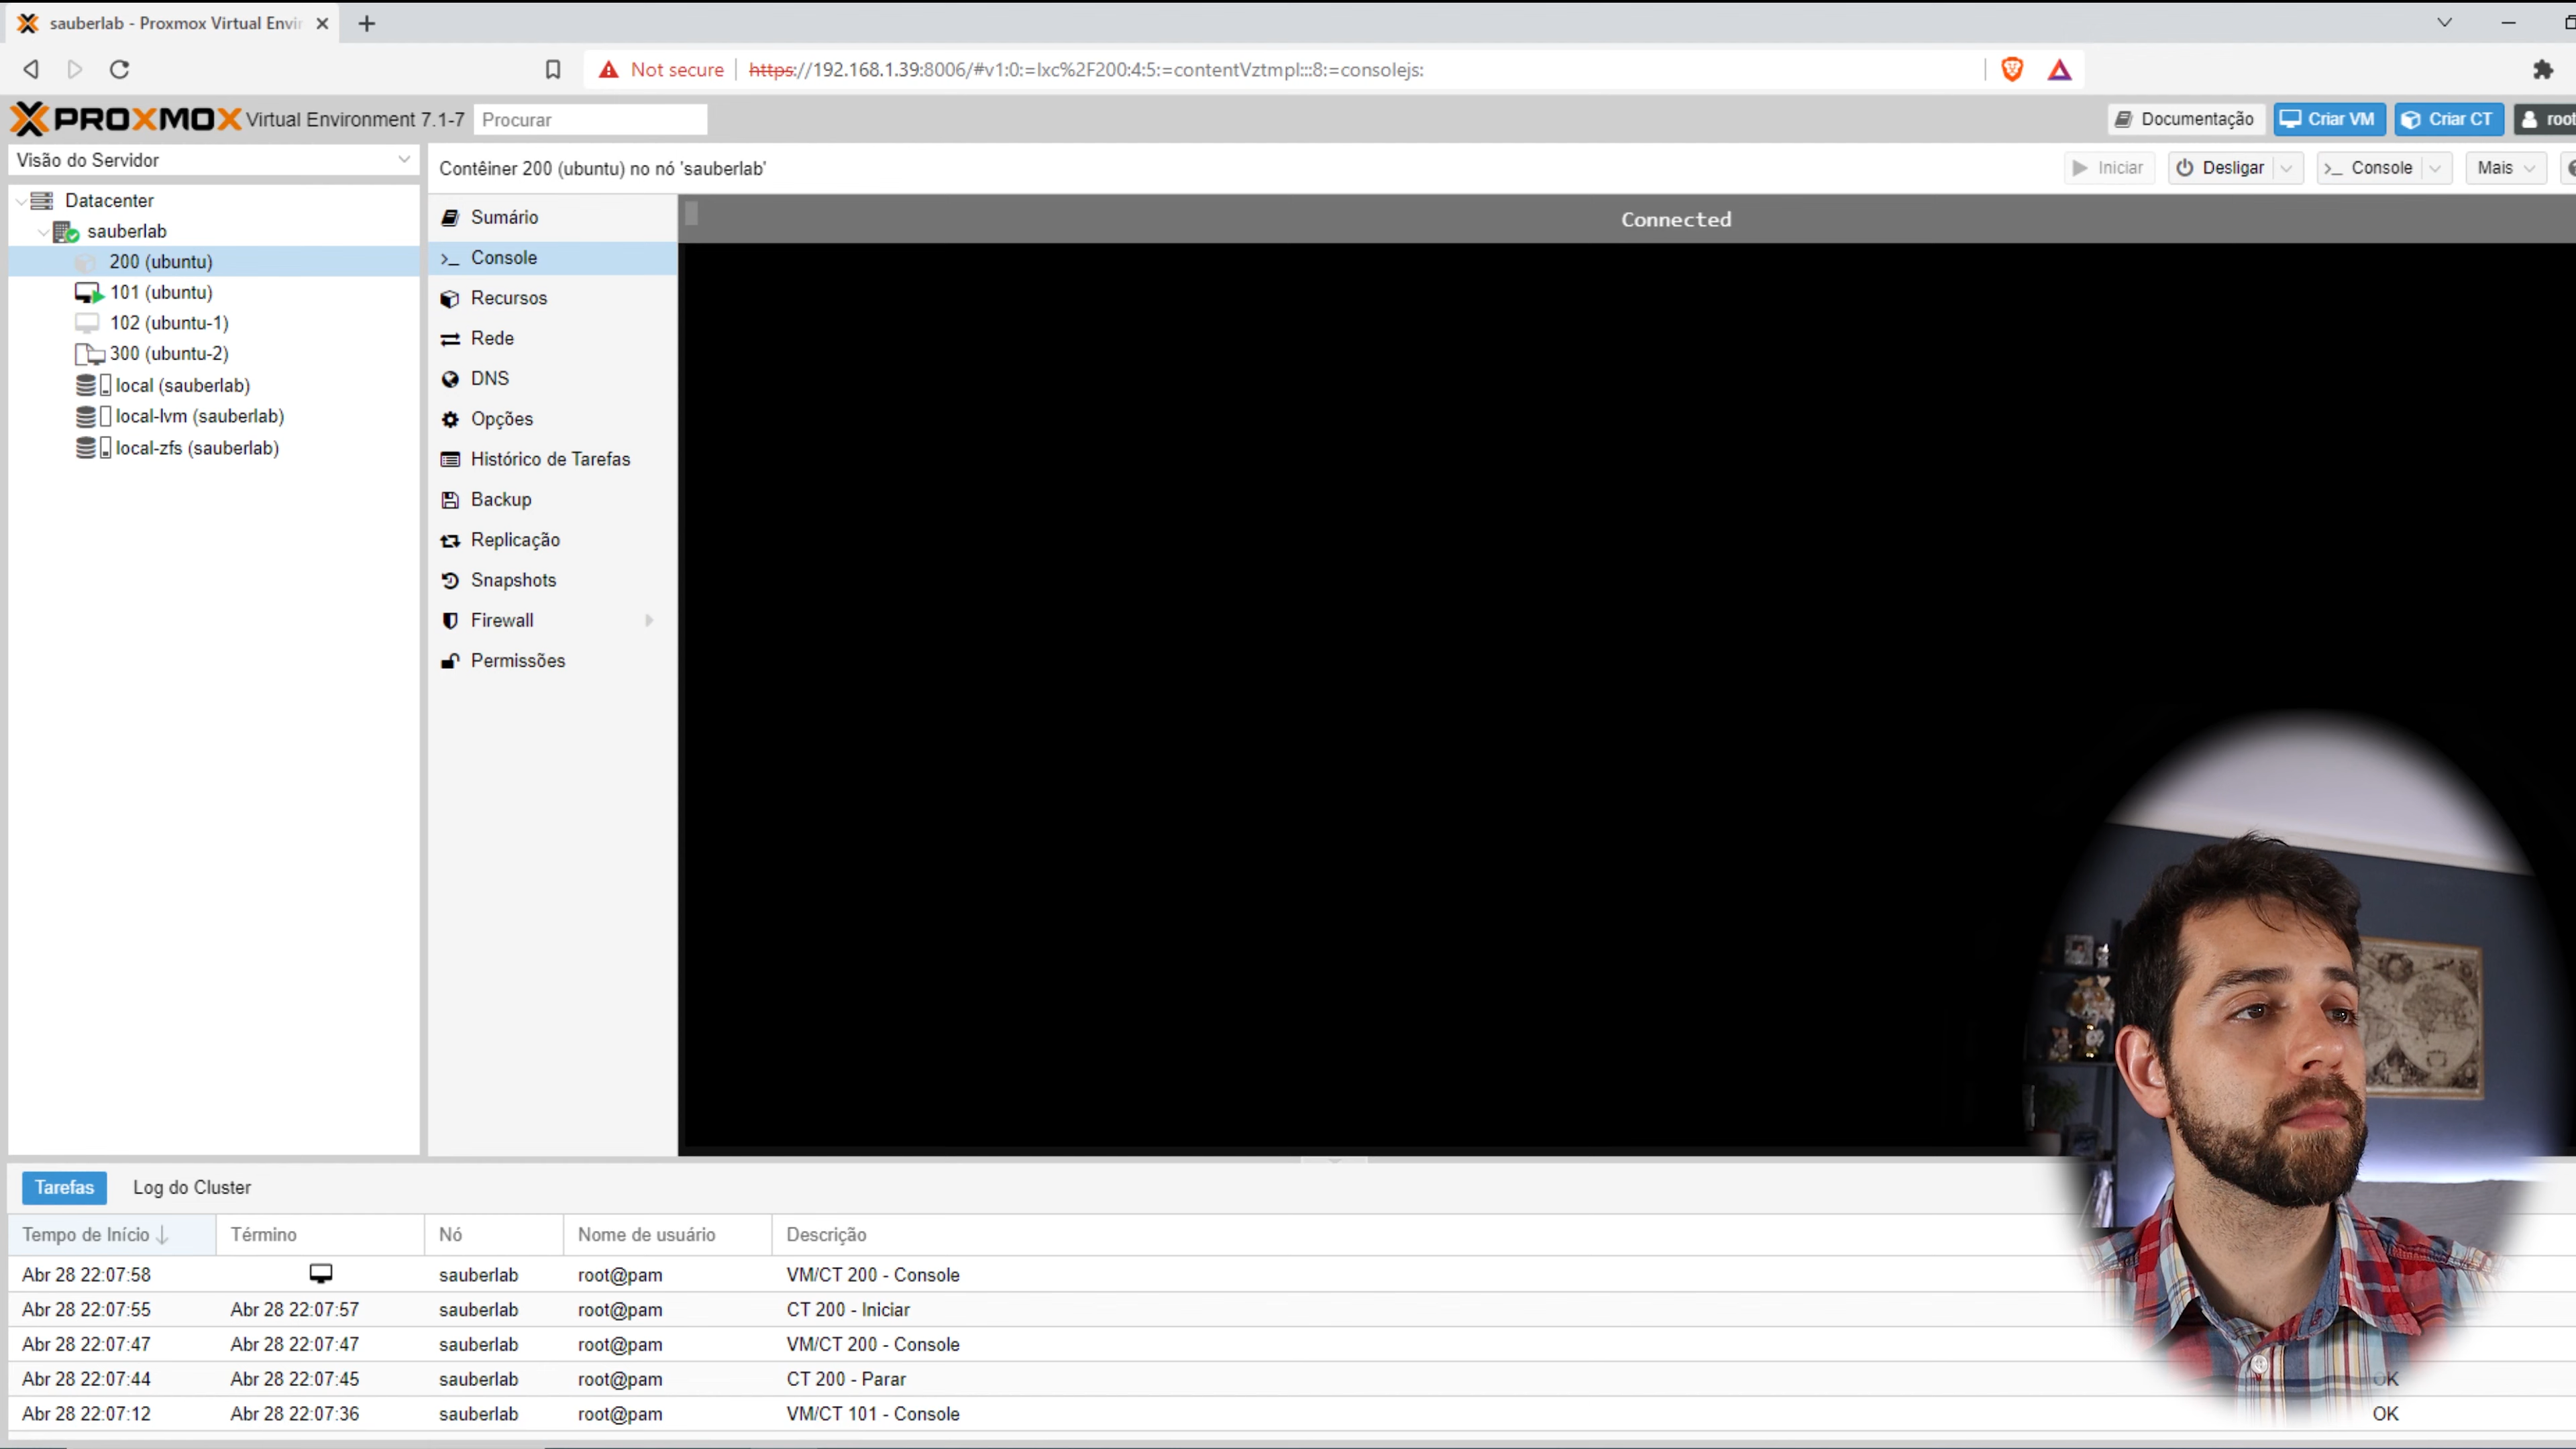 sauberlab - Proxmox Virtual Envir
Not secure https://192.168.1.39:8006/#v1:0:=lxc%2F200:4:5:=contentVztmpl:::8:=consolejs:
PROXMOX Virtual Environment 7.1-7 Procurar Documentação Criar VM Criar CT root
Visão do Servidor
Contêiner 200 (ubuntu) no nó 'sauberlab' Iniciar Desligar Console Mais
Datacenter
sauberlab
200 (ubuntu)
101 (ubuntu)
102 (ubuntu-1)
300 (ubuntu-2)
local (sauberlab)
local-lvm (sauberlab)
local-zfs (sauberlab)
Sumário
Console
Recursos
Rede
DNS
Opções
Histórico de Tarefas
Backup
Replicação
Snapshots
Firewall
Permissões
Connected
Tarefas Log do Cluster
Tempo de Início Término Nó Nome de usuário Descrição
Abr 28 22:07:58 sauberlab root@pam VM/CT 200 - Console
Abr 28 22:07:55 Abr 28 22:07:57 sauberlab root@pam CT 200 - Iniciar
Abr 28 22:07:47 Abr 28 22:07:47 sauberlab root@pam VM/CT 200 - Console
Abr 28 22:07:44 Abr 28 22:07:45 sauberlab root@pam CT 200 - Parar OK
Abr 28 22:07:12 Abr 28 22:07:36 sauberlab root@pam VM/CT 101 - Console OK